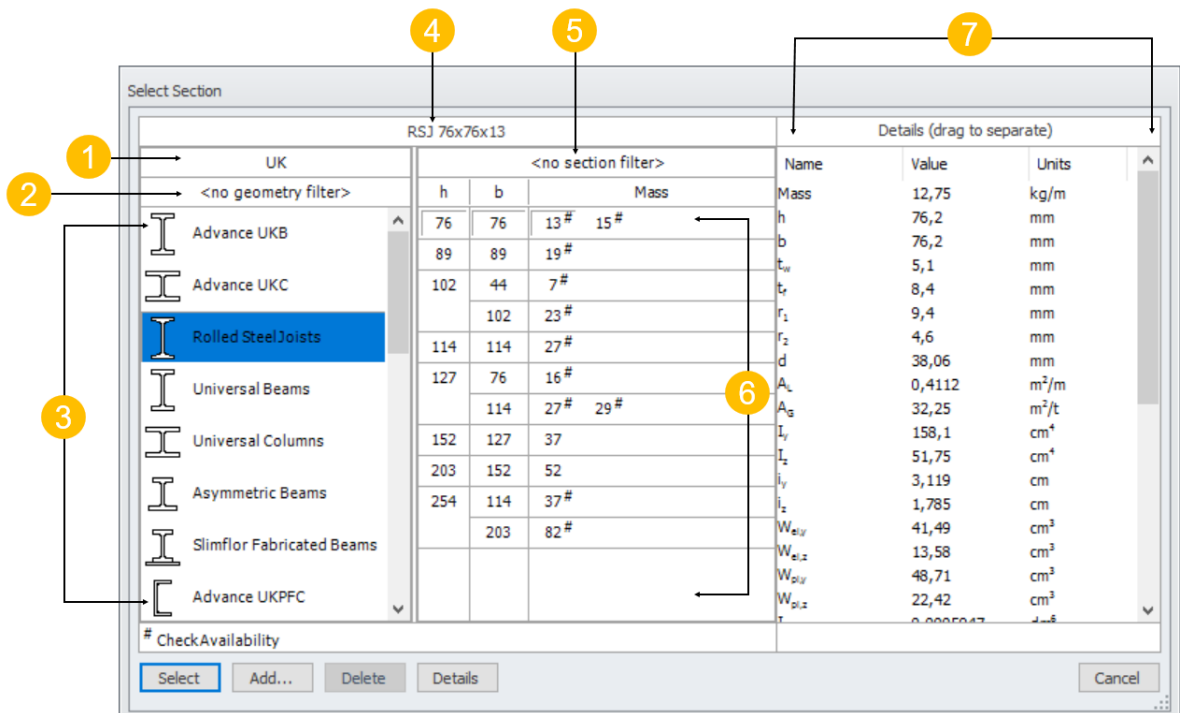 4 5 7
Select Section
RSJ 76x76x13 Details (drag to separate)
1 UK <no section filter> Name Value Units
2 <no geometry filter> h b Mass Mass 12,75 kg/m
Advance UKB 76 76 13# 15# h 76,2 mm
89 89 19# b 76,2 mm
tw 5,1 mm
Advance UKC 102 44 7# tf 8,4 mm
102 23# r1 9,4 mm
Rolled SteelJoists r2 4,6 mm
114 114 27# d 38,06 mm
127 76 16# AL 0,4112 m²/m
3 Universal Beams 6
114 27# 29# AG 32,25 m²/t
Universal Columns 152 127 37 Iy 158,1 cm⁴
Iz 51,75 cm⁴
203 152 52 iy 3,119 cm
Asymmetric Beams 254 114 37# iz 1,785 cm
203 82# Wel,y 41,49 cm³
Slimflor Fabricated Beams Wel,z 13,58 cm³
Wpl,y 48,71 cm³
Advance UKPFC Wpl,z 22,42 cm³
# CheckAvailability
Select Add... Delete Details Cancel